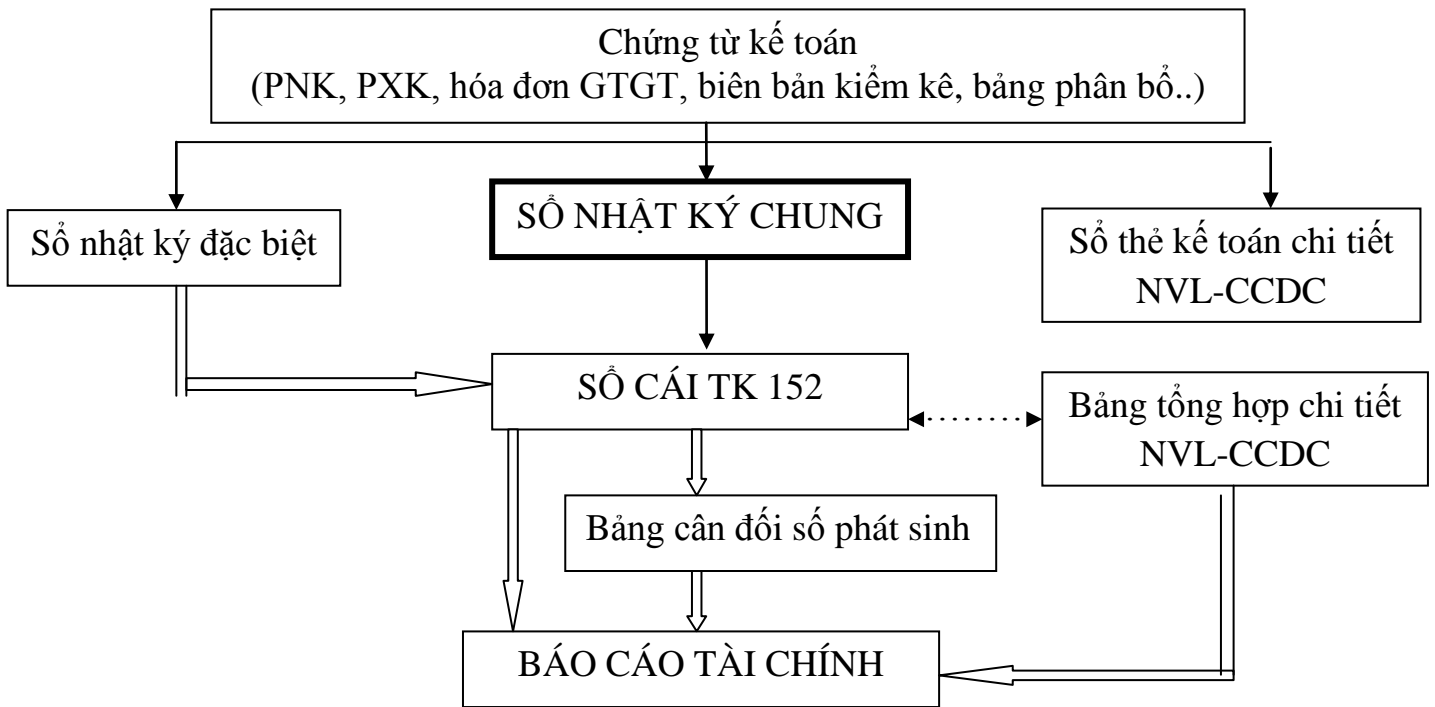 Chứng từ kế toán
(PNK, PXK, hóa đơn GTGT, biên bản kiểm kê, bảng phân bổ..)
SỔ NHẬT KÝ CHUNG
Sổ nhật ký đặc biệt
Sổ thẻ kế toán chi tiết
NVL-CCDC
SỔ CÁI TK 152
Bảng tổng hợp chi tiết
NVL-CCDC
Bảng cân đối số phát sinh
BÁO CÁO TÀI CHÍNH